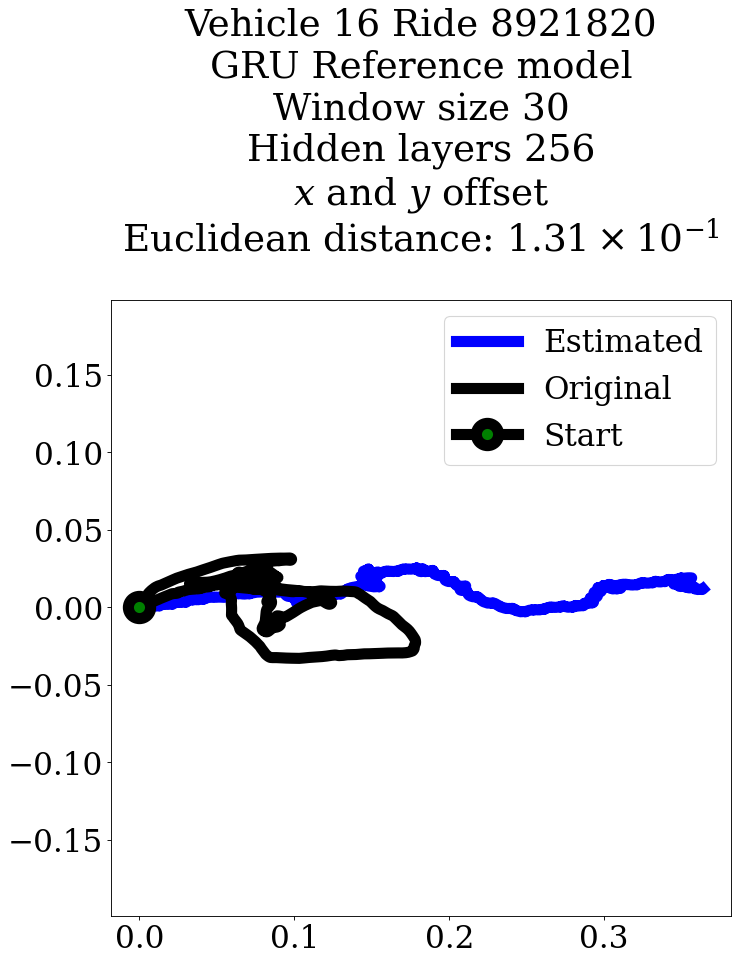 Vehicle 16 Ride 8921820
GRU Reference model
Window size 30
Hidden layers 256
x and y offset
Euclidean distance: 1.31 × 10⁻¹
Estimated
Original
Start
0.15
0.10
0.05
0.00
−0.05
−0.10
−0.15
0.0 0.1 0.2 0.3